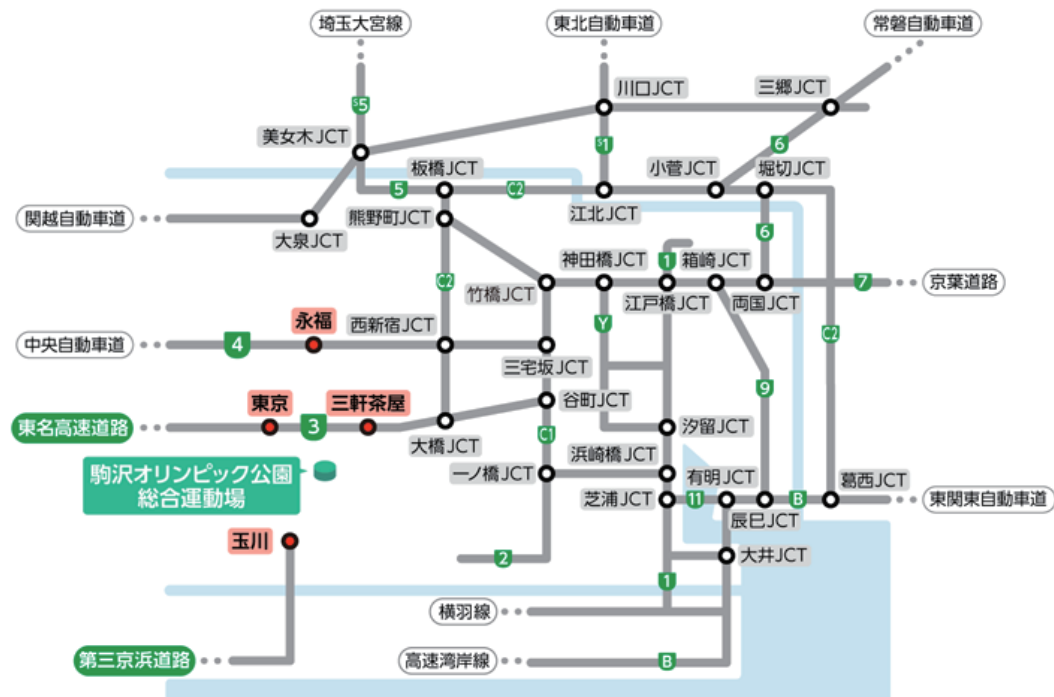 埼玉大宮線
東北自動車道
常磐自動車道
川口JCT
三郷JCT
S5
美女木JCT
S1
6
板橋JCT
小菅JCT
堀切JCT
5
C2
関越自動車道
大泉JCT
熊野町JCT
江北JCT
6
神田橋JCT
1
箱崎JCT
C2
竹橋JCT
江戸橋JCT
両国JCT
7
京葉道路
永福
西新宿JCT
Y
C2
中央自動車道
4
三宅坂JCT
9
東京
三軒茶屋
谷町JCT
東名高速道路
3
大橋JCT
C1
汐留JCT
浜崎橋JCT
駒沢オリンピック公園
総合運動場
一ノ橋JCT
有明JCT
葛西JCT
芝浦JCT
11
B
東関東自動車道
辰巳JCT
玉川
2
大井JCT
1
横羽線
第三京浜道路
高速湾岸線
B